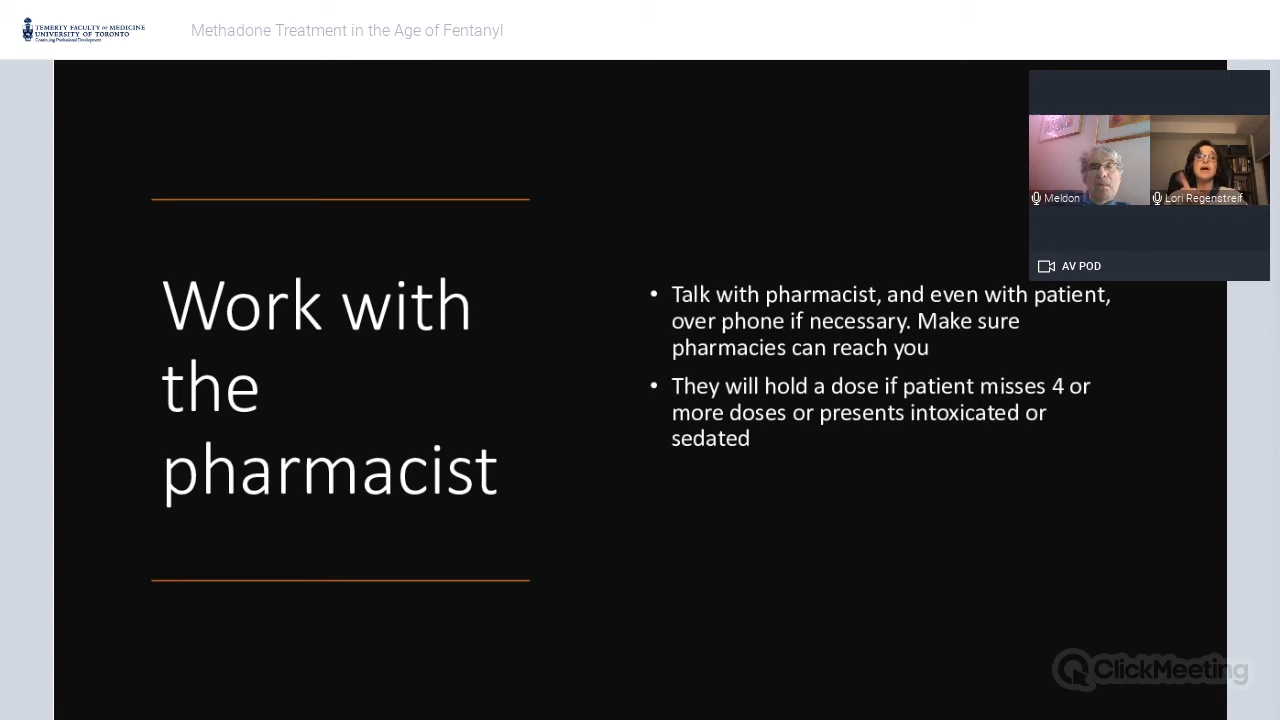 TEMERTY FACULTY OF MEDICINE
UNIVERSITY OF TORONTO
Continuing Professional Development
Methadone Treatment in the Age of Fentanyl
Meldon
Lori Regenstreif
AV POD
Work with
the
pharmacist
• Talk with pharmacist, and even with patient,
over phone if necessary. Make sure
pharmacies can reach you
• They will hold a dose if patient misses 4 or
more doses or presents intoxicated or
sedated
ClickMeeting